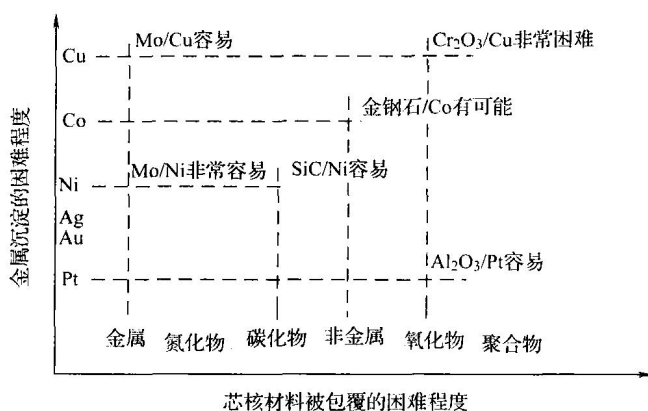 Mo/Cu容易
Cr₂O₃/Cu非常困难
Cu
金钢石/Co有可能
Co
Mo/Ni非常容易
SiC/Ni容易
Ni
Ag
Au
Al₂O₃/Pt容易
Pt
金属 氮化物 碳化物 非金属 氧化物 聚合物
金属沉淀的困难程度
芯核材料被包覆的困难程度